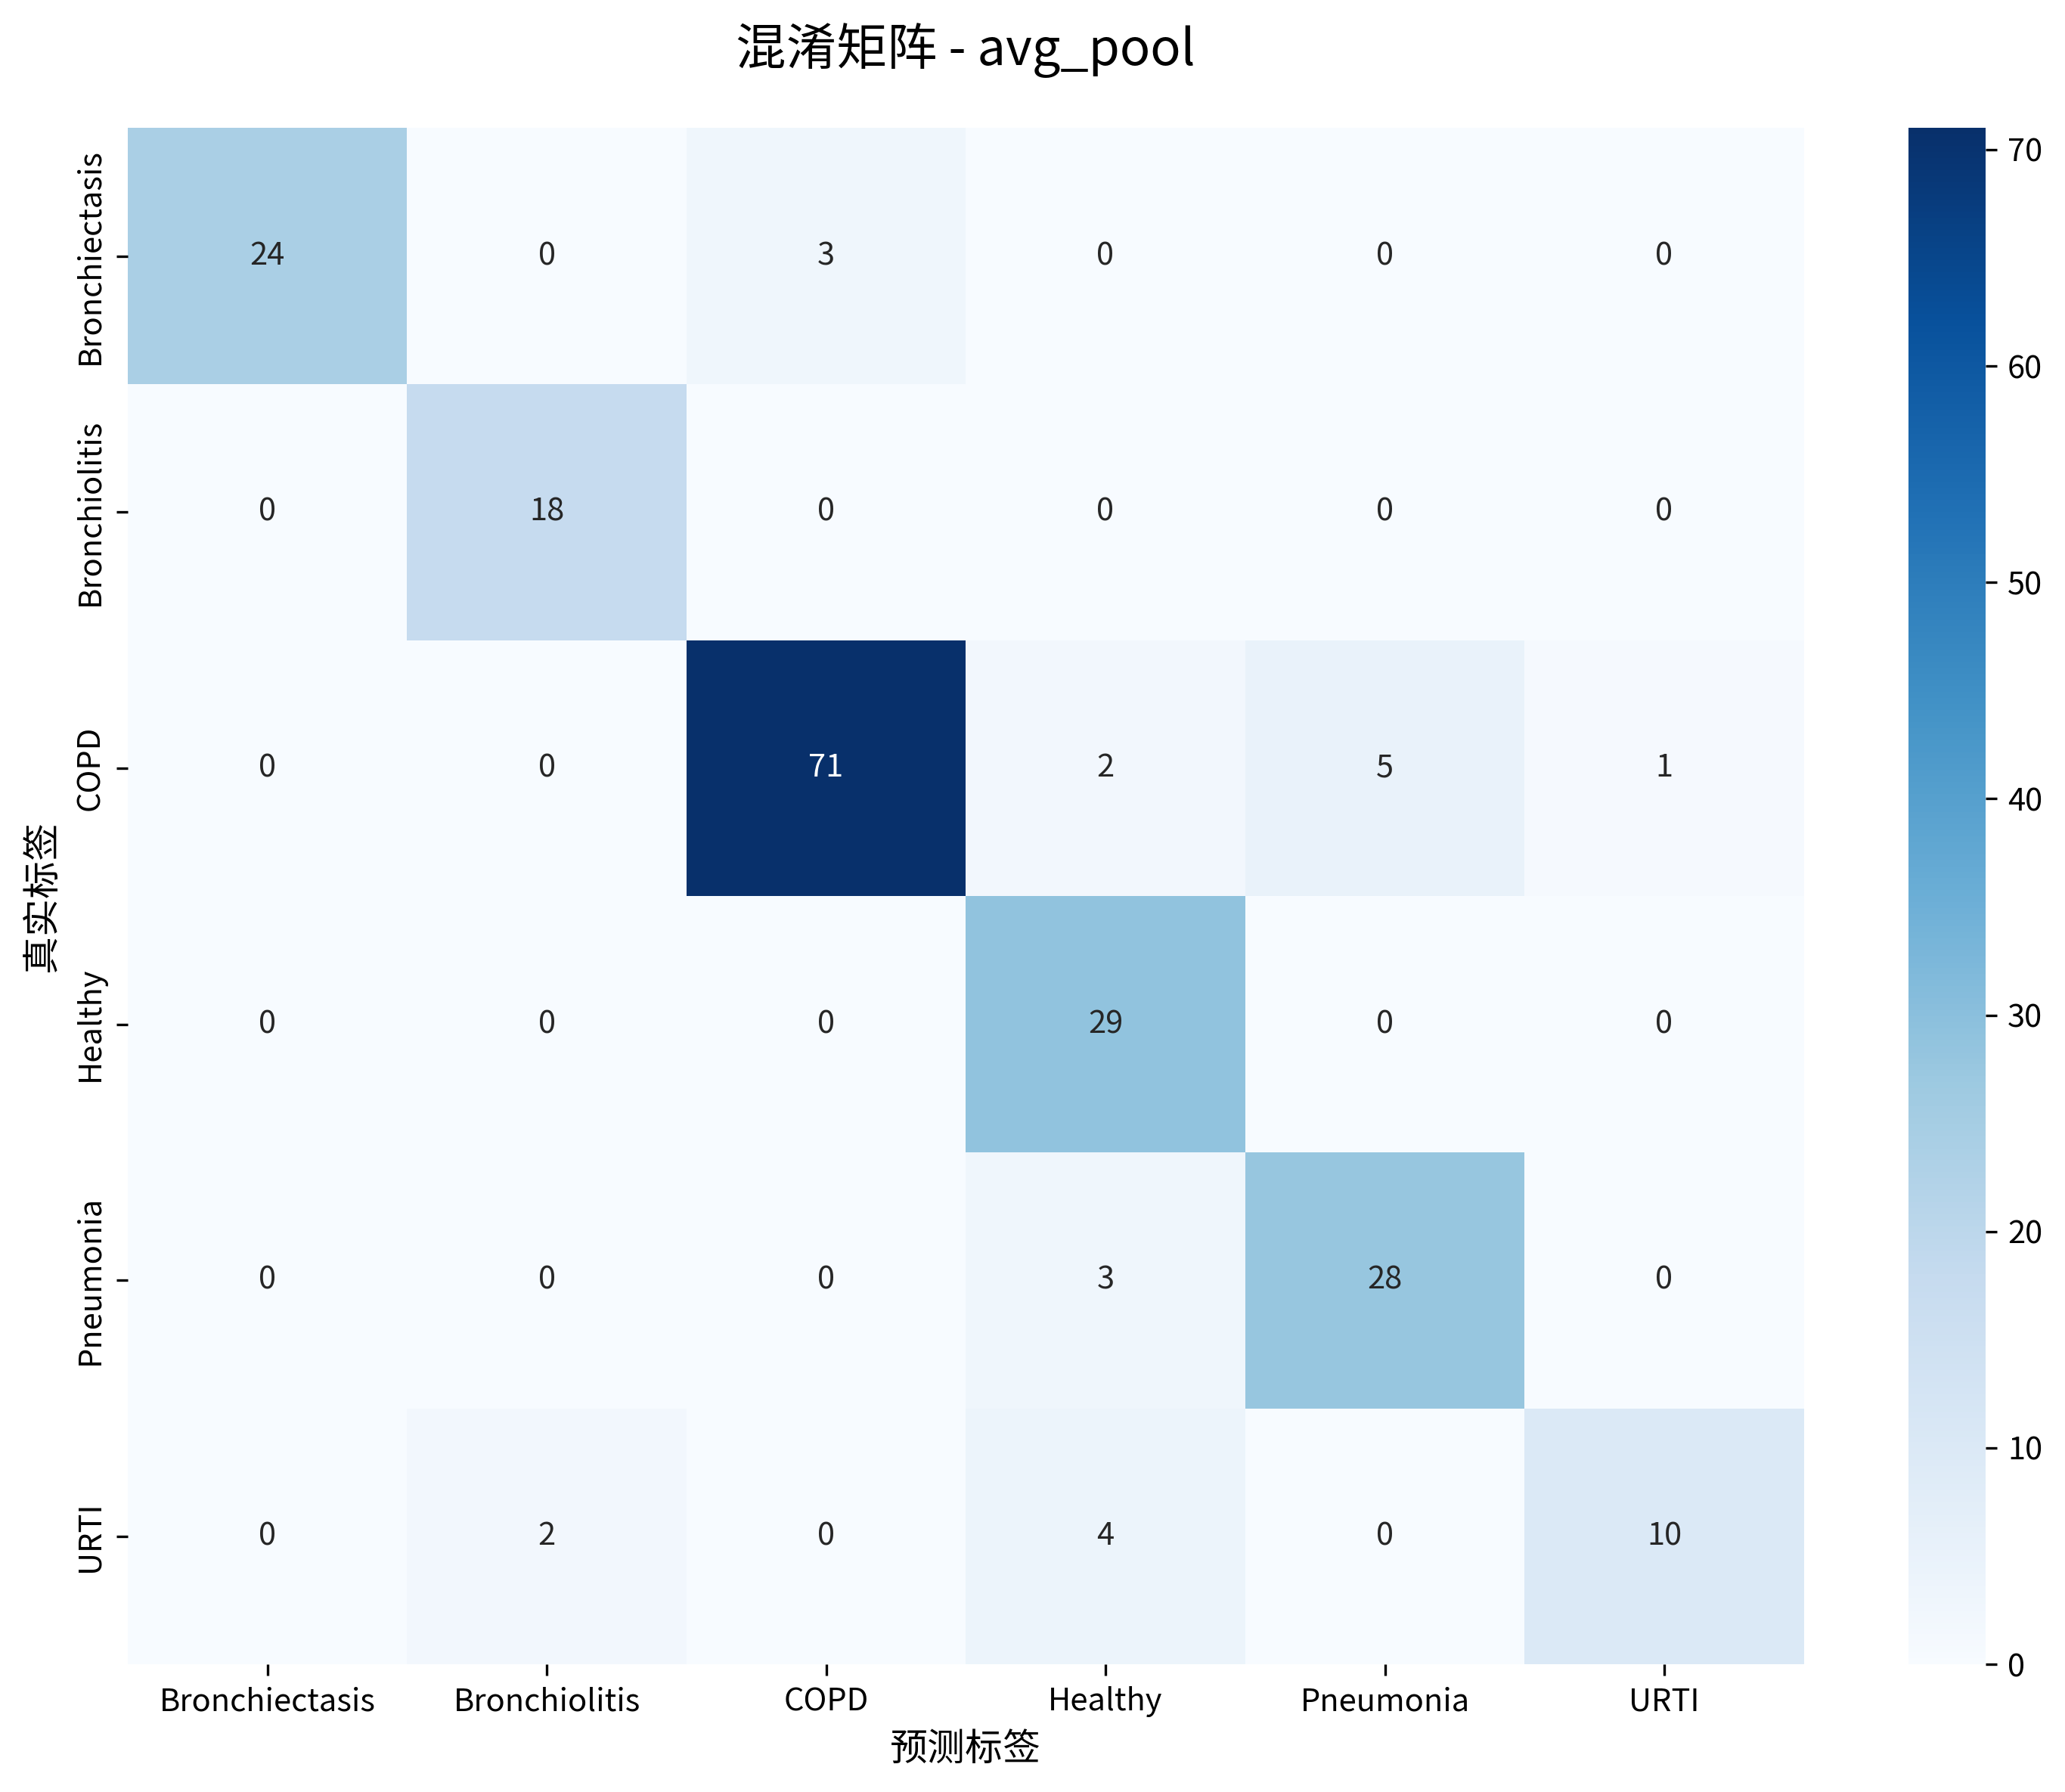 混淆矩阵 - avg_pool
真实标签
Bronchiectasis
24 0 3 0 0 0
Bronchiolitis
0 18 0 0 0 0
COPD
0 0 71 2 5 1
Healthy
0 0 0 29 0 0
Pneumonia
0 0 0 3 28 0
URTI
0 2 0 4 0 10
Bronchiectasis Bronchiolitis COPD Healthy Pneumonia URTI
预测标签
70
60
50
40
30
20
10
0